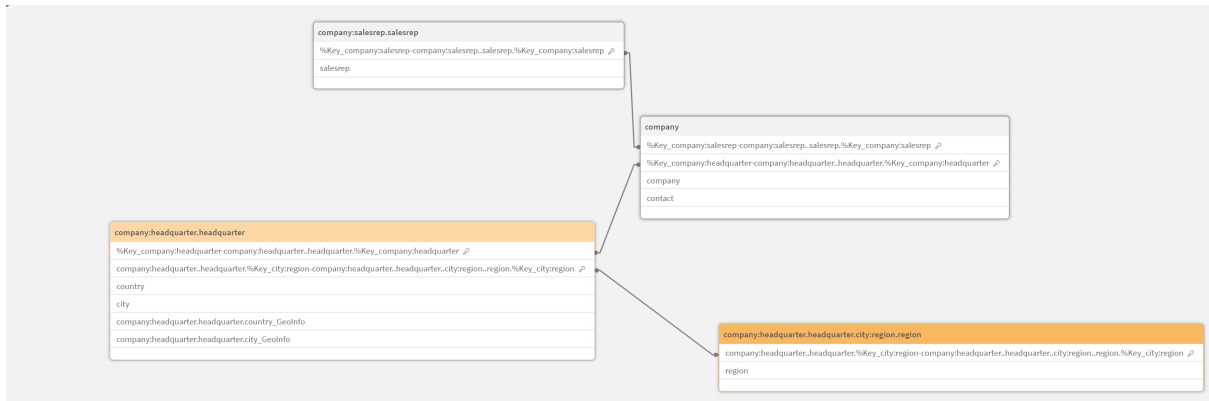 company:salesrep.salesrep
%Key_company:salesrep-company:salesrep..salesrep.%Key_company:salesrep
salesrep
company
%Key_company:salesrep-company:salesrep..salesrep.%Key_company:salesrep
%Key_company:headquarter-company:headquarter..headquarter.%Key_company:headquarter
company
contact
company:headquarter.headquarter
%Key_company:headquarter-company:headquarter..headquarter.%Key_company:headquarter
company:headquarter..headquarter.%Key_city:region-company:headquarter..headquarter..city:region..region.%Key_city:region
country
city
company:headquarter.headquarter.country_GeoInfo
company:headquarter.headquarter.city_GeoInfo
company:headquarter.headquarter.city:region.region
company:headquarter..headquarter.%Key_city:region-company:headquarter..headquarter..city:region..region.%Key_city:region
region